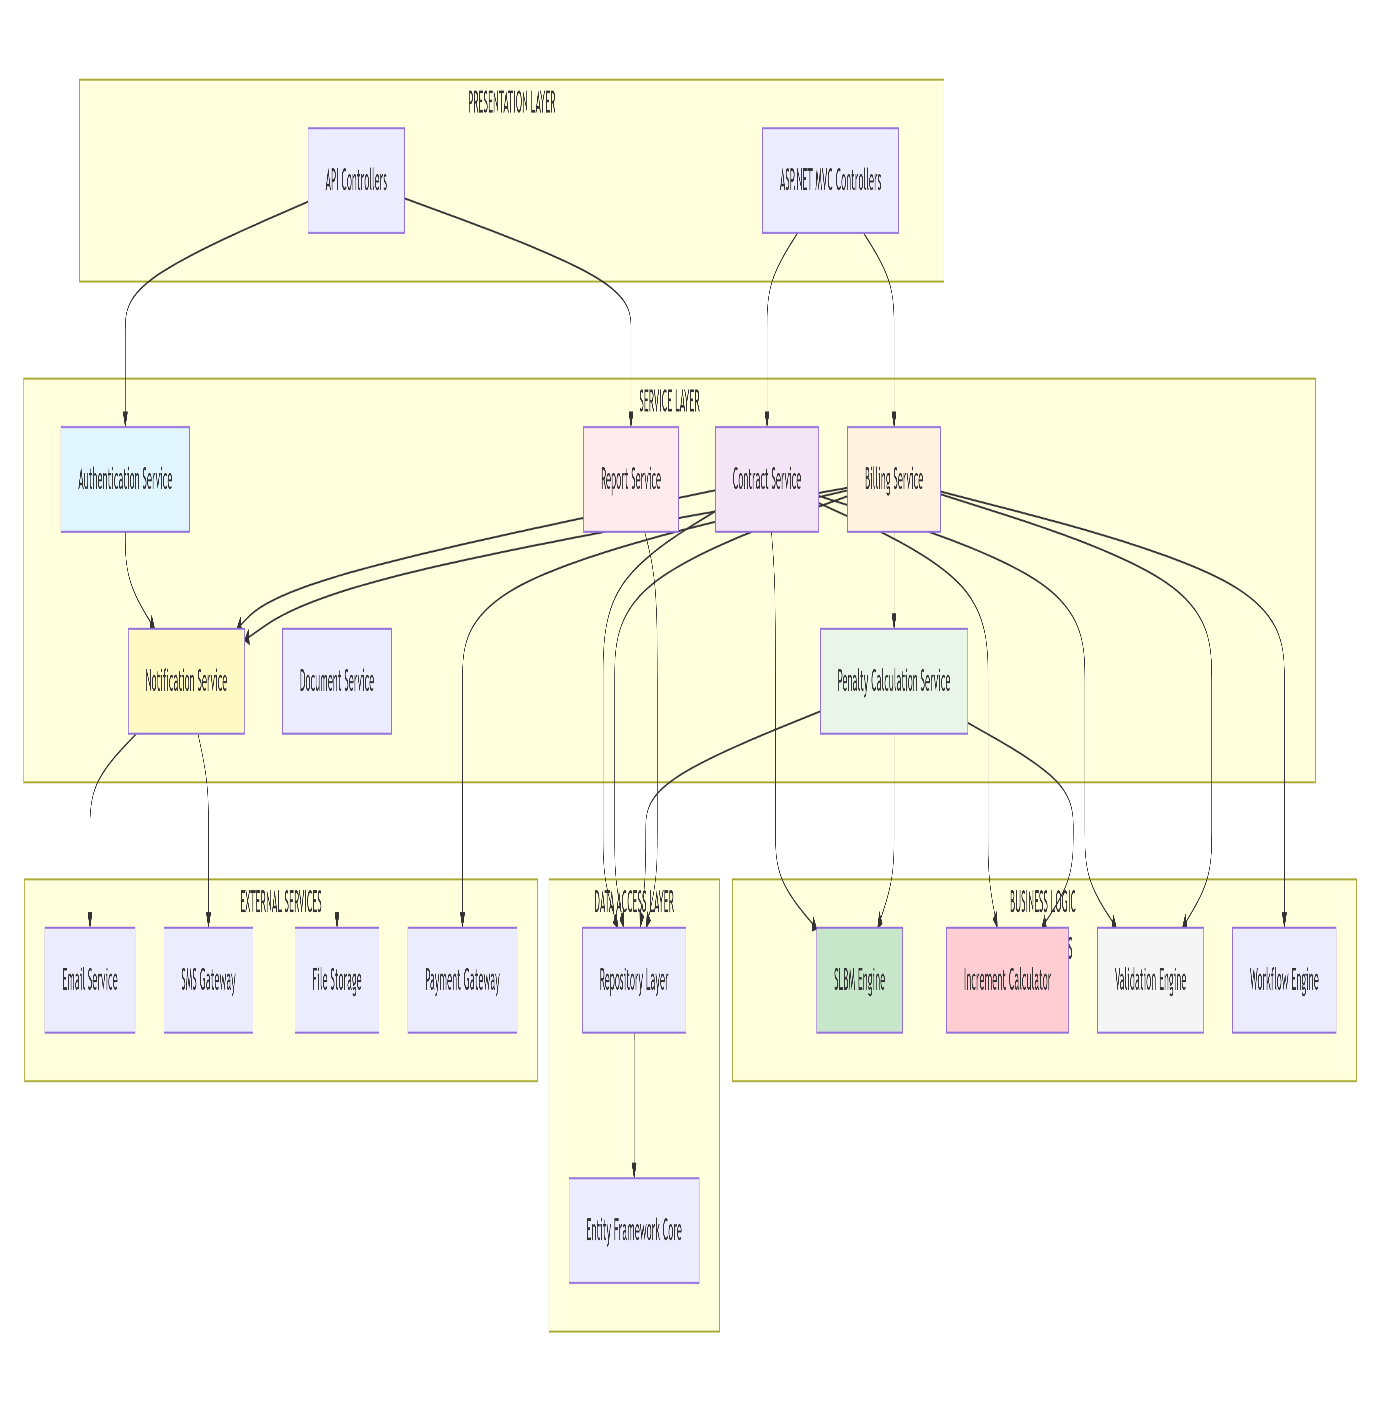 PRESENTATION LAYER
API Controllers
ASP.NET MVC Controllers
SERVICE LAYER
Authentication Service
Report Service
Contract Service
Billing Service
Notification Service
Document Service
Penalty Calculation Service
EXTERNAL SERVICES
DATA ACCESS LAYER
BUSINESS LOGIC
S
Email Service
SMS Gateway
File Storage
Payment Gateway
Repository Layer
SLBM Engine
Increment Calculator
Validation Engine
Workflow Engine
Entity Framework Core